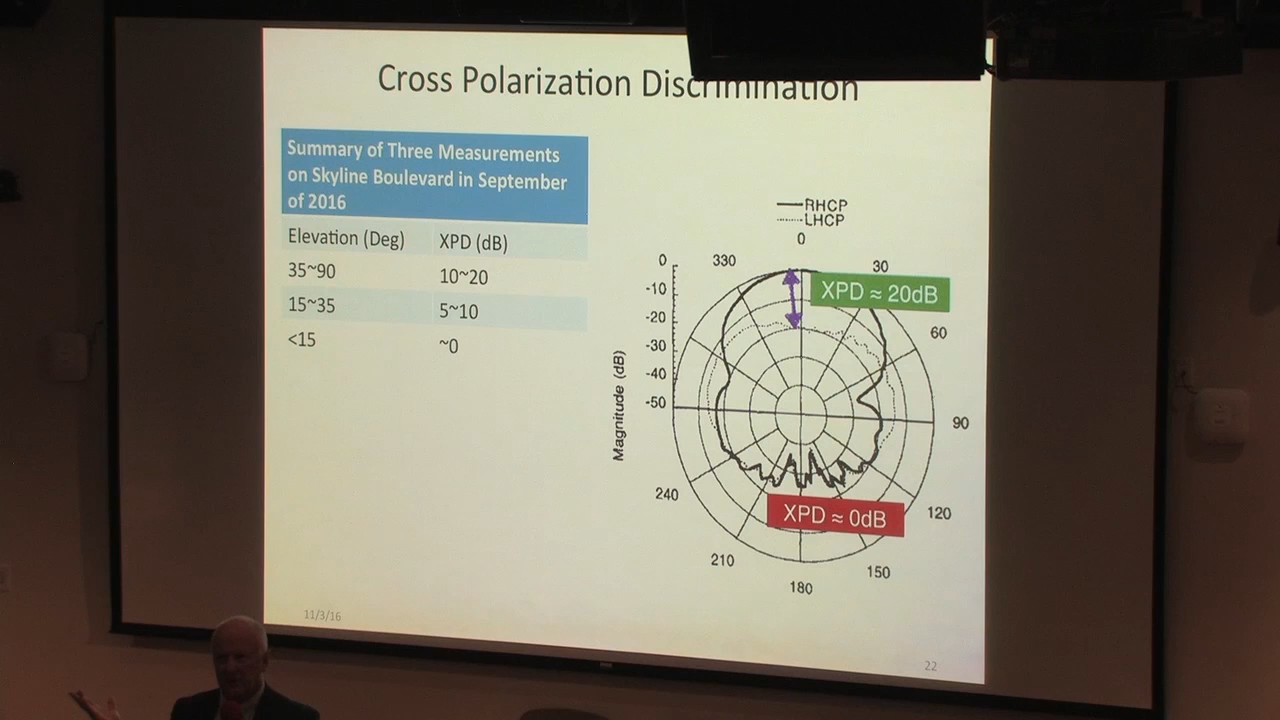 Cross Polarization Discrimination
Summary of Three Measurements
on Skyline Boulevard in September
of 2016
Elevation (Deg) XPD (dB)
35~90 10~20
15~35 5~10
<15 ~0
RHCP
LHCP
0
330
30
60
90
120
150
180
210
240
0
-10
-20
-30
-40
-50
Magnitude (dB)
XPD ≈ 20dB
XPD ≈ 0dB
11/3/16
22